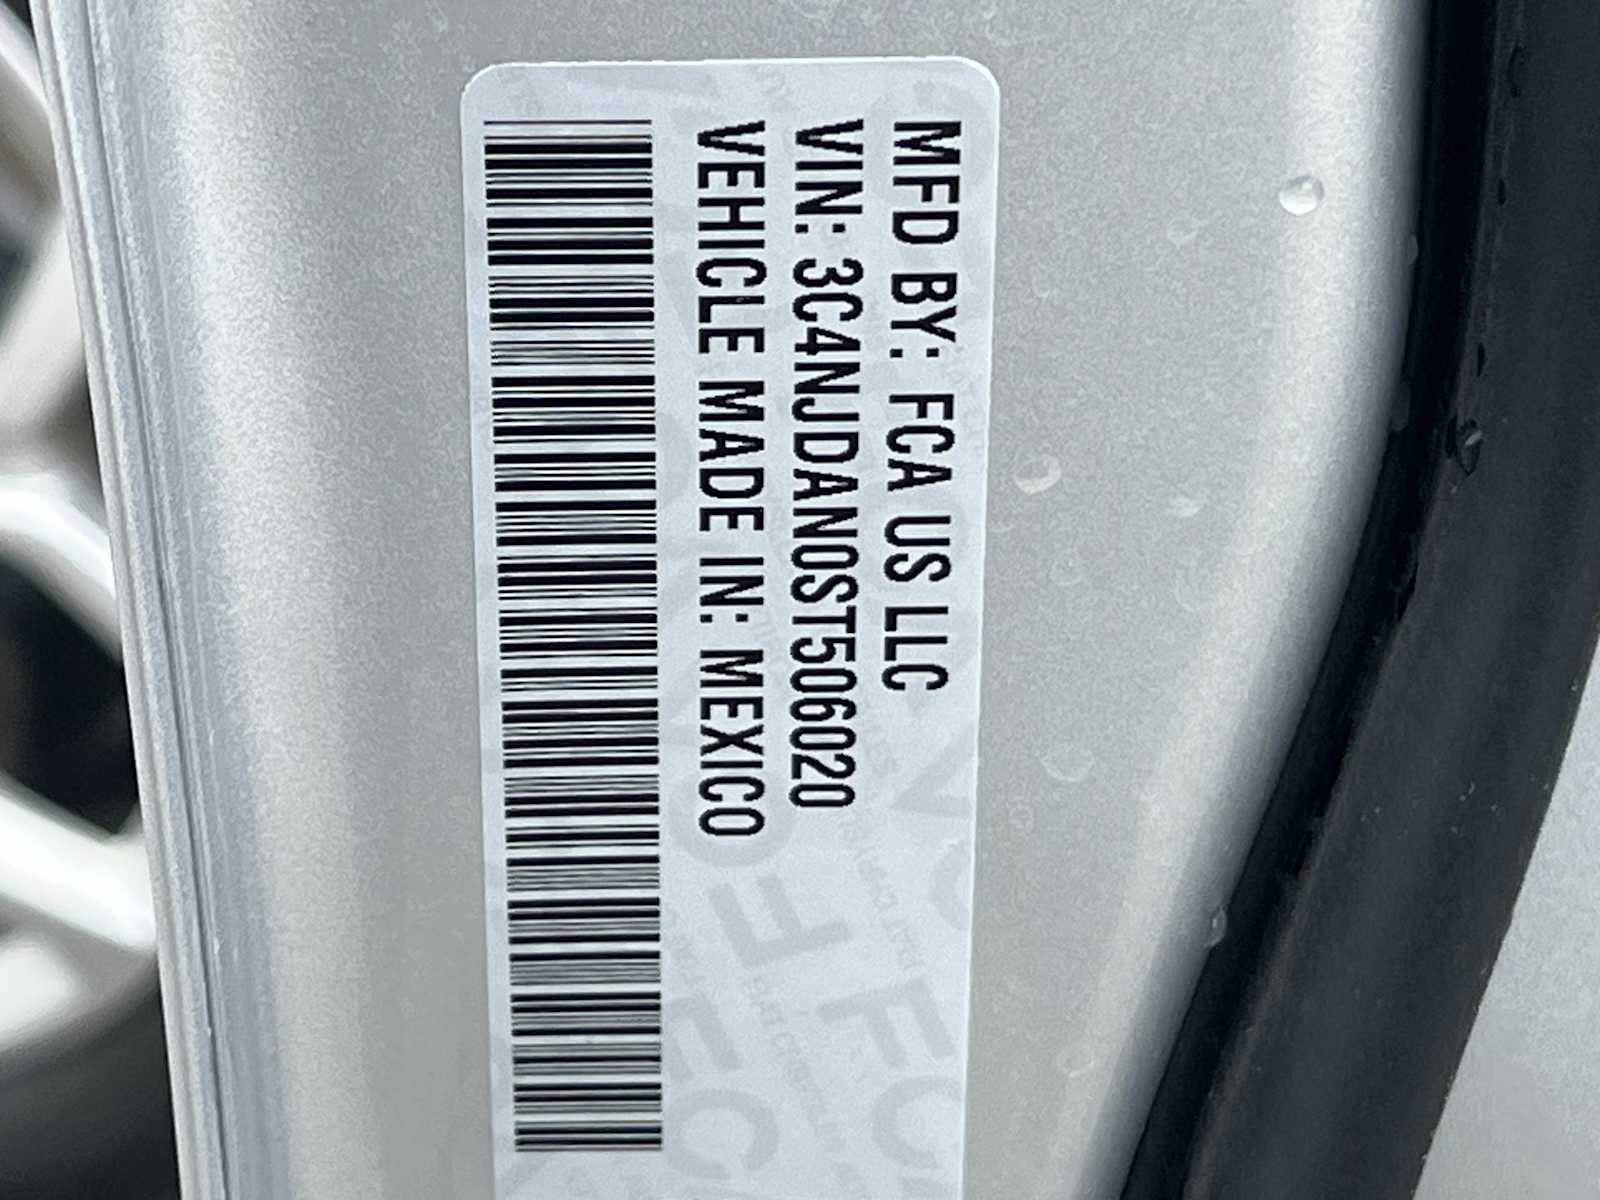 MFD BY: FCA US LLC
VIN: 3C4NJDAN0ST506020
VEHICLE MADE IN: MEXICO